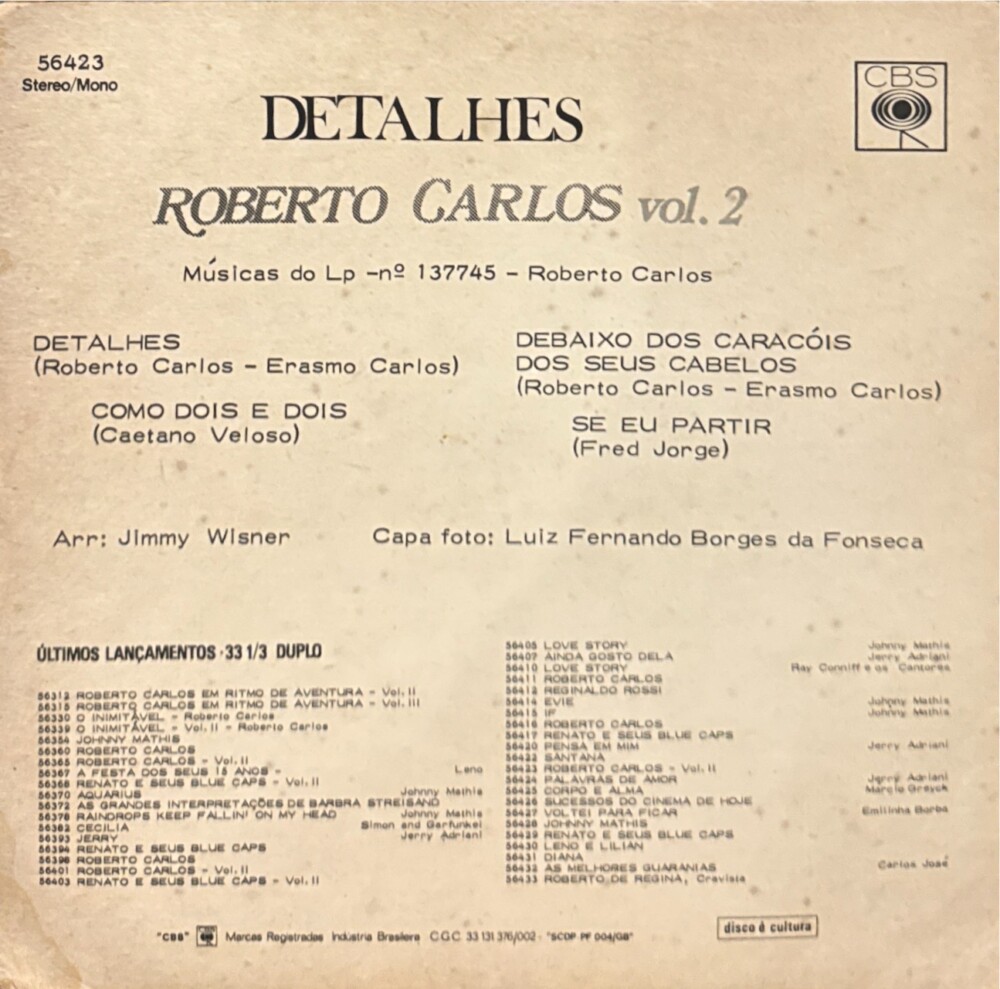 56423
Stereo/Mono
CBS
DETALHES
ROBERTO CARLOS vol. 2
Músicas do Lp -nº 137745 - Roberto Carlos
DETALHES
(Roberto Carlos - Erasmo Carlos)
COMO DOIS E DOIS
(Caetano Veloso)
DEBAIXO DOS CARACÓIS
DOS SEUS CABELOS
(Roberto Carlos - Erasmo Carlos)
SE EU PARTIR
(Fred Jorge)
Arr: Jimmy Wisner
Capa foto: Luiz Fernando Borges da Fonseca
ÚLTIMOS LANÇAMENTOS · 33 1/3 DUPLO
56312 ROBERTO CARLOS EM RITMO DE AVENTURA - Vol. II
56315 ROBERTO CARLOS EM RITMO DE AVENTURA - Vol. III
56330 O INIMITÁVEL - Roberto Carlos
56339 O INIMITÁVEL - Vol. II - Roberto Carlos
56354 JOHNNY MATHIS
56360 ROBERTO CARLOS
56365 ROBERTO CARLOS - Vol. II
56367 A FESTA DOS SEUS 15 ANOS - Leno
56368 RENATO E SEUS BLUE CAPS - Vol. II
56370 AQUARIUS Johnny Mathis
56372 AS GRANDES INTERPRETAÇÕES DE BARBRA STREISAND
56378 RAINDROPS KEEP FALLIN' ON MY HEAD Johnny Mathis
56382 CECILIA Simon and Garfunkel
56393 JERRY Jerry Adriani
56394 RENATO E SEUS BLUE CAPS
56398 ROBERTO CARLOS
56401 ROBERTO CARLOS - Vol. II
56403 RENATO E SEUS BLUE CAPS - Vol. II
56405 LOVE STORY Johnny Mathis
56407 AINDA GOSTO DELA Jerry Adriani
56410 LOVE STORY Ray Conniff e os Cantores
56411 ROBERTO CARLOS
56412 REGINALDO ROSSI
56414 EVIE Johnny Mathis
56415 IF Johnny Mathis
56416 ROBERTO CARLOS
56417 RENATO E SEUS BLUE CAPS
56420 PENSA EM MIM Jerry Adriani
56422 SANTANA
56423 ROBERTO CARLOS - Vol. II
56424 PALAVRAS DE AMOR Jerry Adriani
56425 CORPO E ALMA Marcio Greyck
56426 SUCESSOS DO CINEMA DE HOJE
56427 VOLTEI PARA FICAR Emilinha Borba
56428 JOHNNY MATHIS
56429 RENATO E SEUS BLUE CAPS
56430 LENO E LILIAN
56431 DIANA
56432 AS MELHORES GUARANIAS Carlos José
56433 ROBERTO DE REGINA, Cravista
"CBS" Marcas Registradas Indústria Brasileira CGC 33 131 376/002 - "SCDP PF 004/GB"
disco é cultura